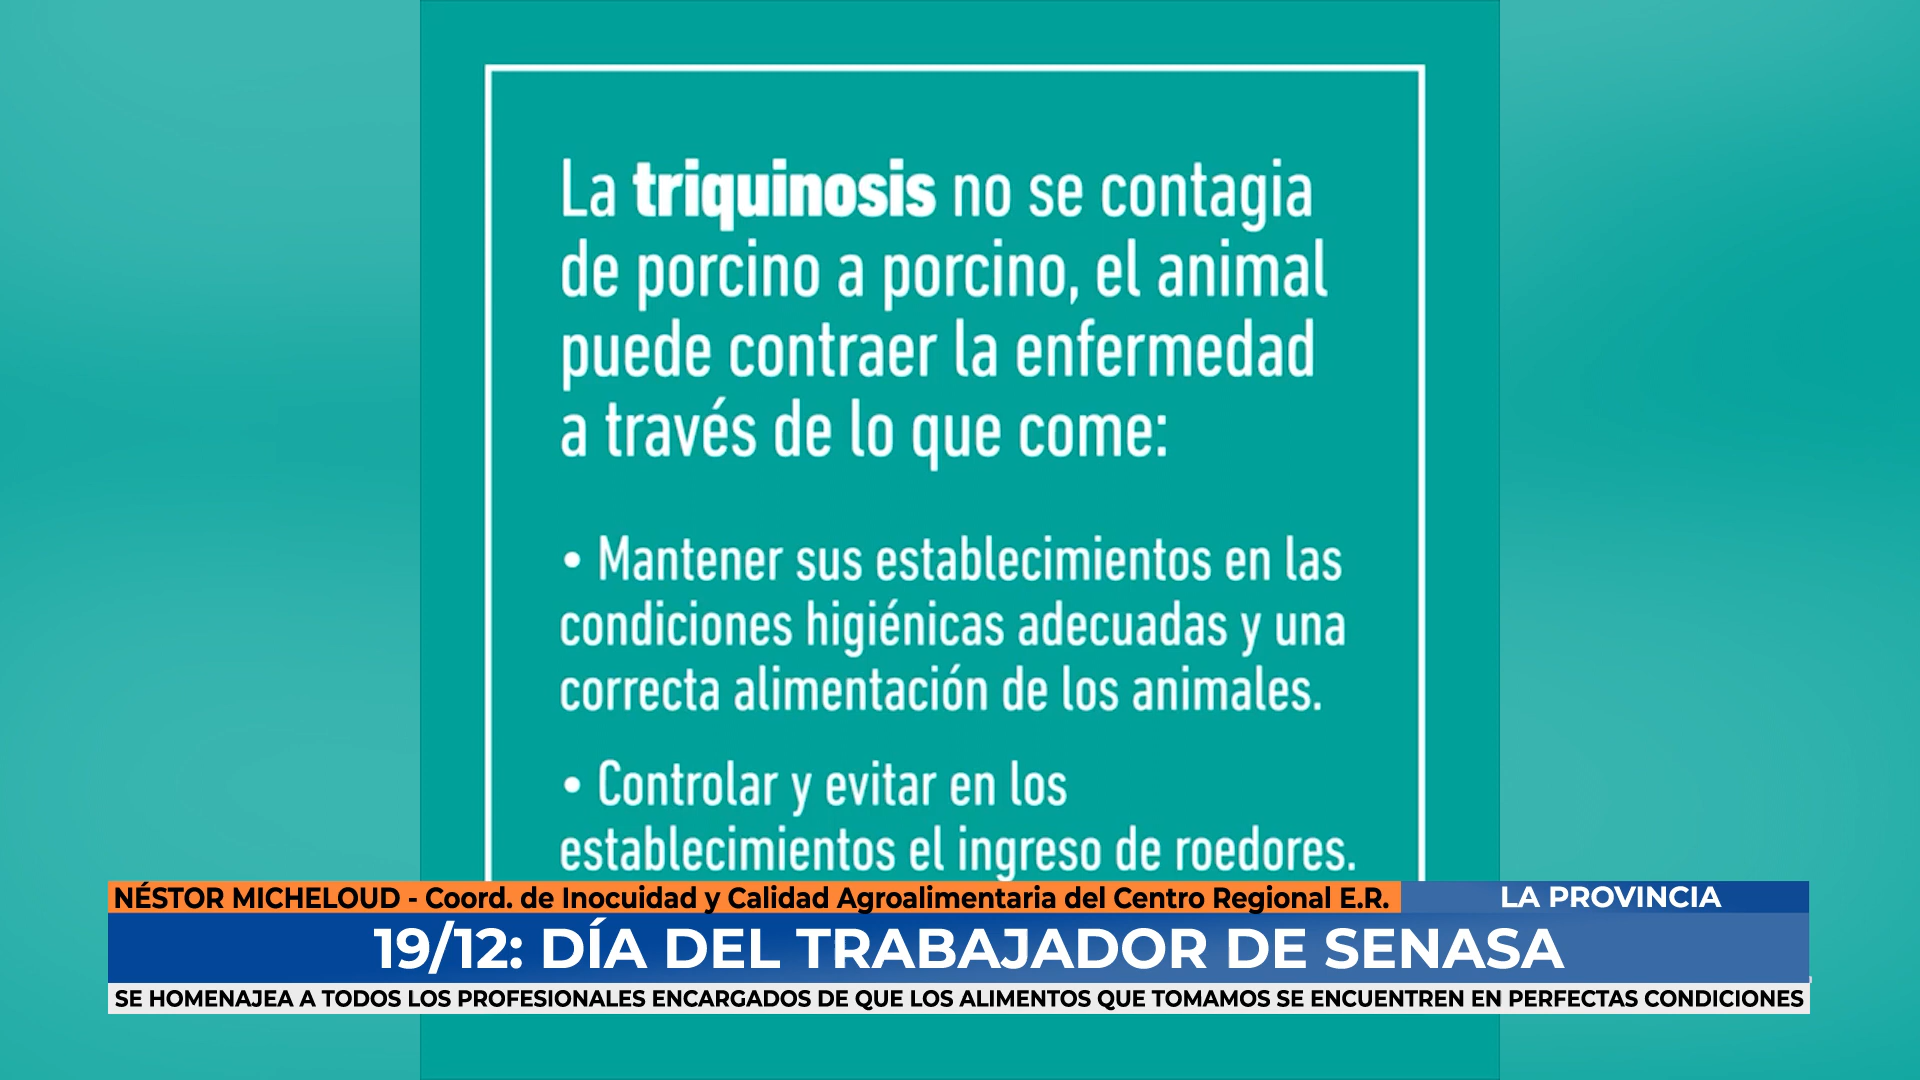 La triquinosis no se contagia
de porcino a porcino, el animal
puede contraer la enfermedad
a través de lo que come:
• Mantener sus establecimientos en las
condiciones higiénicas adecuadas y una
correcta alimentación de los animales.
• Controlar y evitar en los
establecimientos el ingreso de roedores.
NÉSTOR MICHELOUD - Coord. de Inocuidad y Calidad Agroalimentaria del Centro Regional E.R.
LA PROVINCIA
19/12: DÍA DEL TRABAJADOR DE SENASA
SE HOMENAJEA A TODOS LOS PROFESIONALES ENCARGADOS DE QUE LOS ALIMENTOS QUE TOMAMOS SE ENCUENTREN EN PERFECTAS CONDICIONES